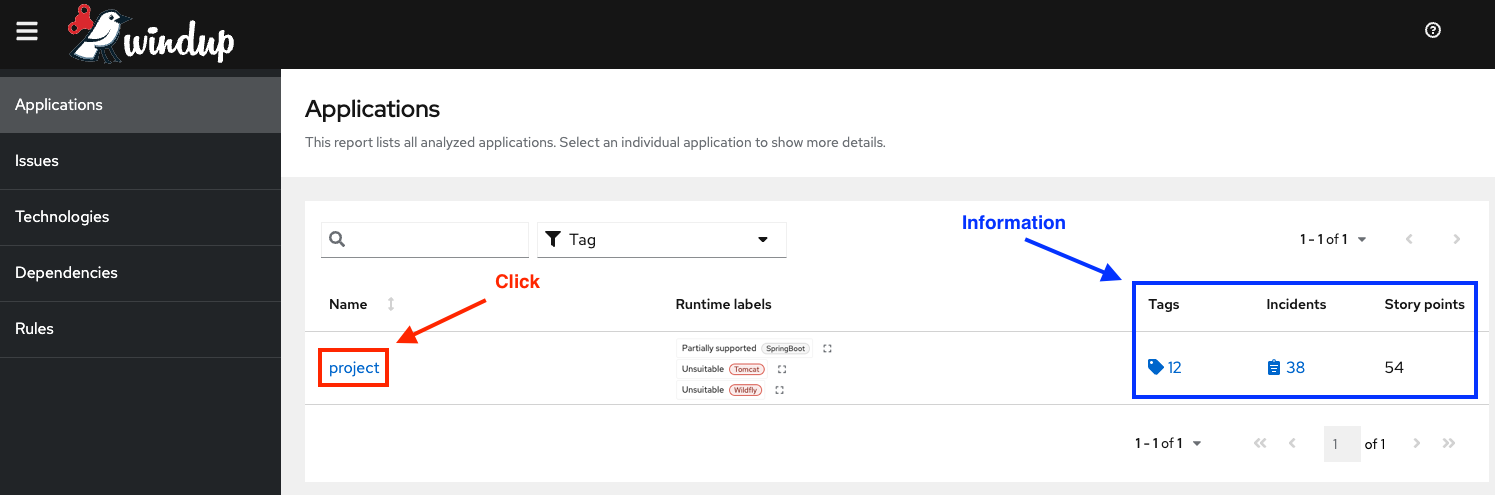 windup
Applications
Issues
Technologies
Dependencies
Rules
Applications
This report lists all analyzed applications. Select an individual application to show more details.
Tag
Information
1 - 1 of 1
Click
Name
Runtime labels
Tags
Incidents
Story points
project
Partially supported SpringBoot
Unsuitable Tomcat
Unsuitable Wildfly
12
38
54
1 - 1 of 1
1 of 1